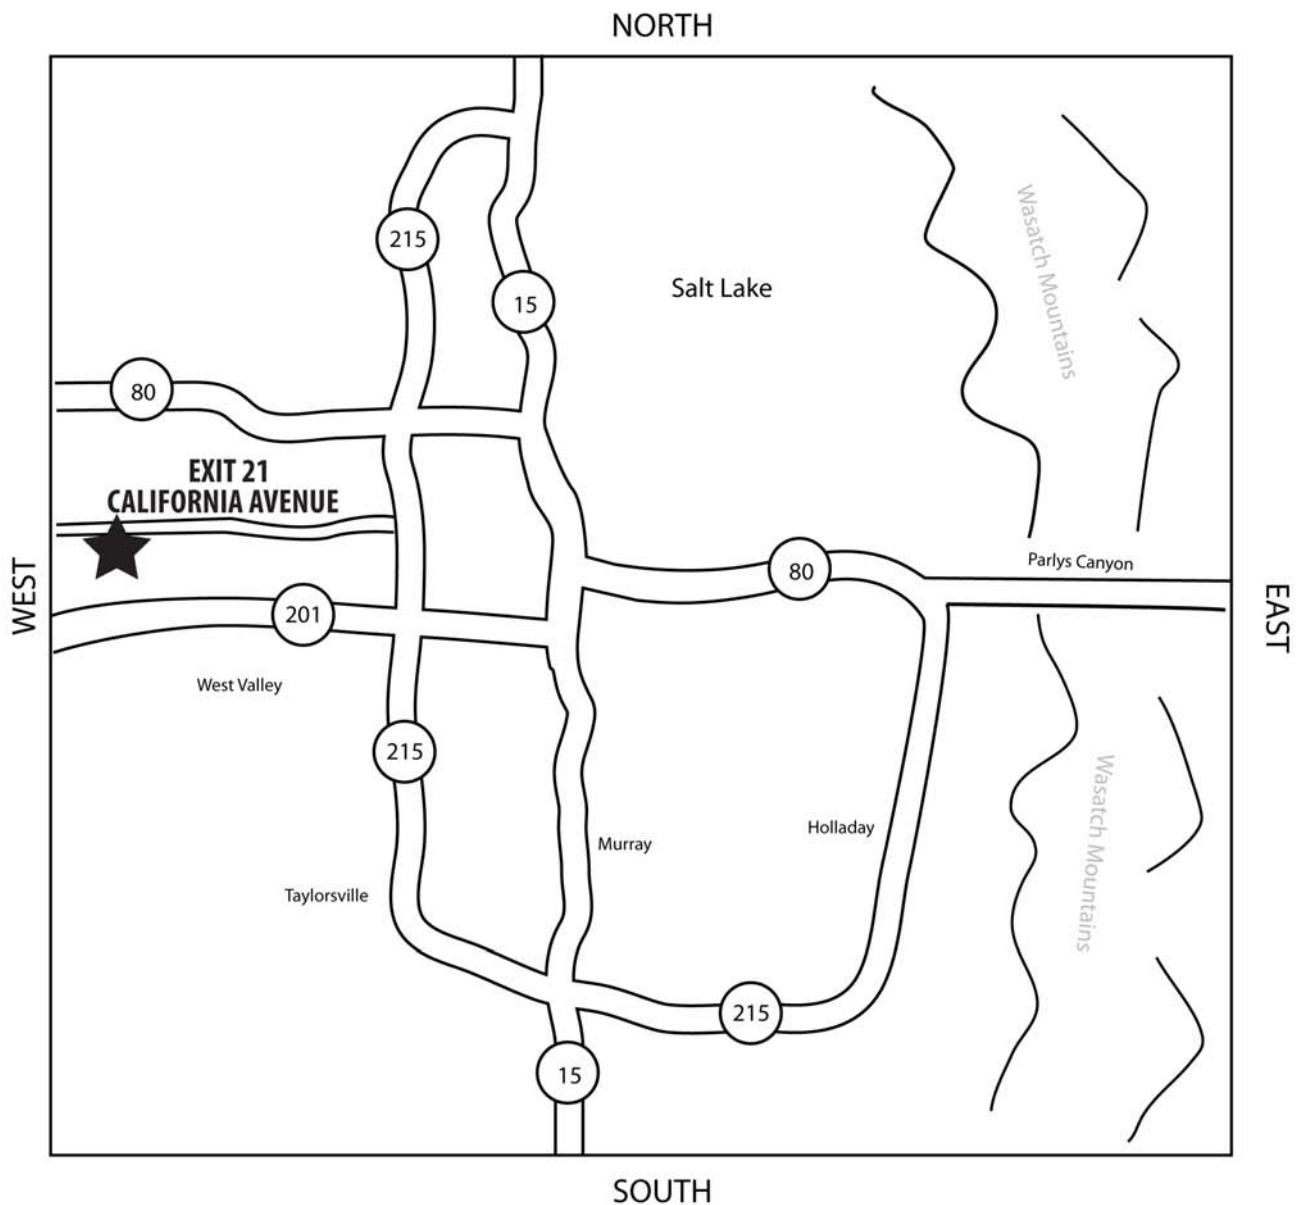 NORTH
215
15
Salt Lake
Wasatch Mountains
80
EXIT 21
CALIFORNIA AVENUE
WEST
EAST
80
Parlys Canyon
201
West Valley
215
Wasatch Mountains
Holladay
Murray
Taylorsville
215
15
SOUTH